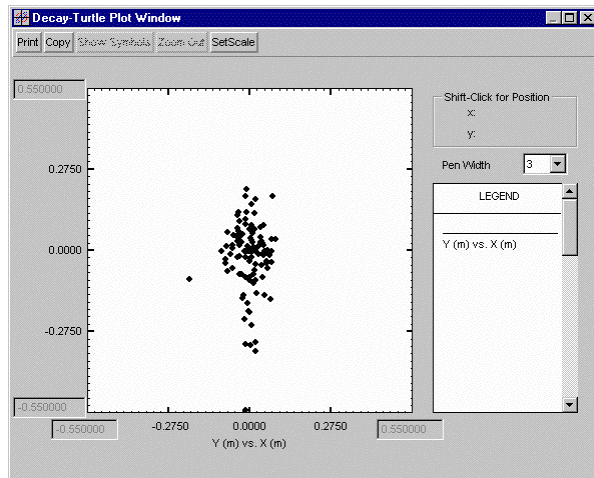 Decay-Turtle Plot Window
Print Copy Show Symbols Zoom Out SetScale
0.550000
0.2750
0.0000
-0.2750
-0.550000
-0.550000
-0.2750 0.0000 0.2750
0.550000
Y (m) vs. X (m)
Shift-Click for Position
x:
y:
Pen Width 3
LEGEND
Y (m) vs. X (m)